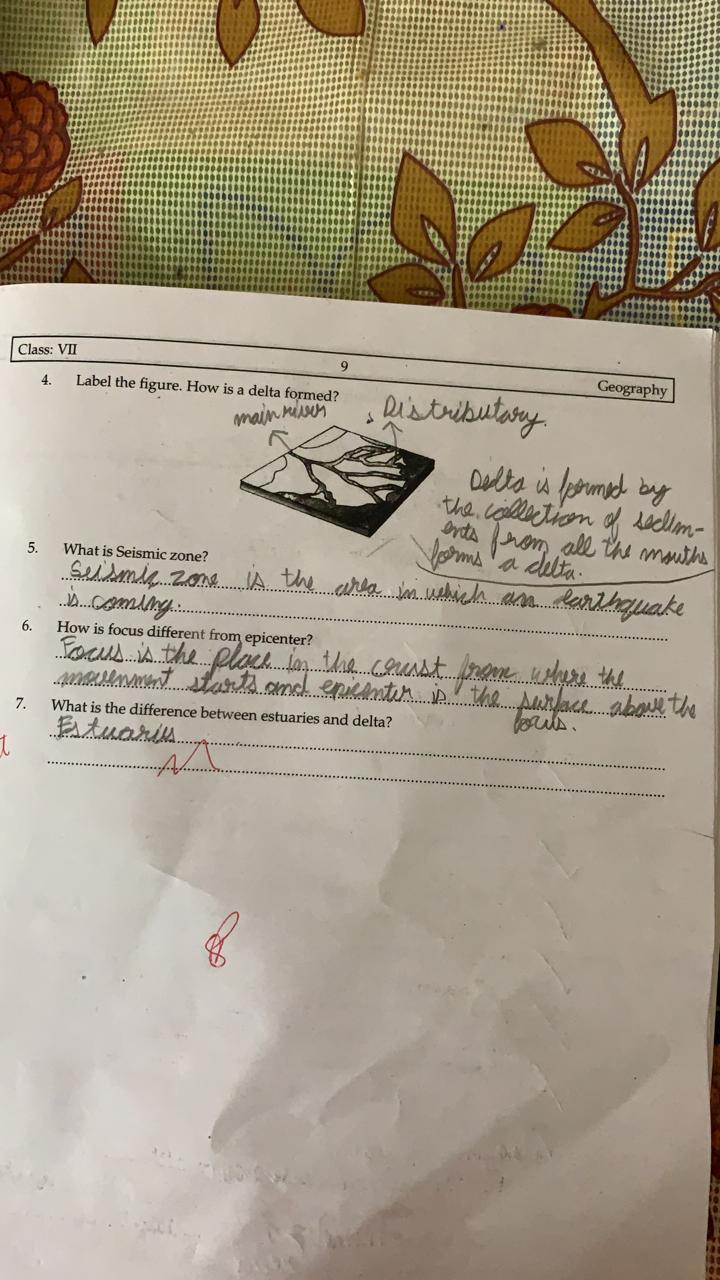 Class: VII
9
Geography
4. Label the figure. How is a delta formed?
main river
Distributary.
Delta is formed by
the collection of sedim-
ents from all the mouths
forms a delta.
5. What is Seismic zone?
Seismic zone is the area in which an earthquake
is coming.
6. How is focus different from epicenter?
Focus is the place in the crust from where the
movenment starts and epicenter is the surface above the
focus.
7. What is the difference between estuaries and delta?
Estuaries